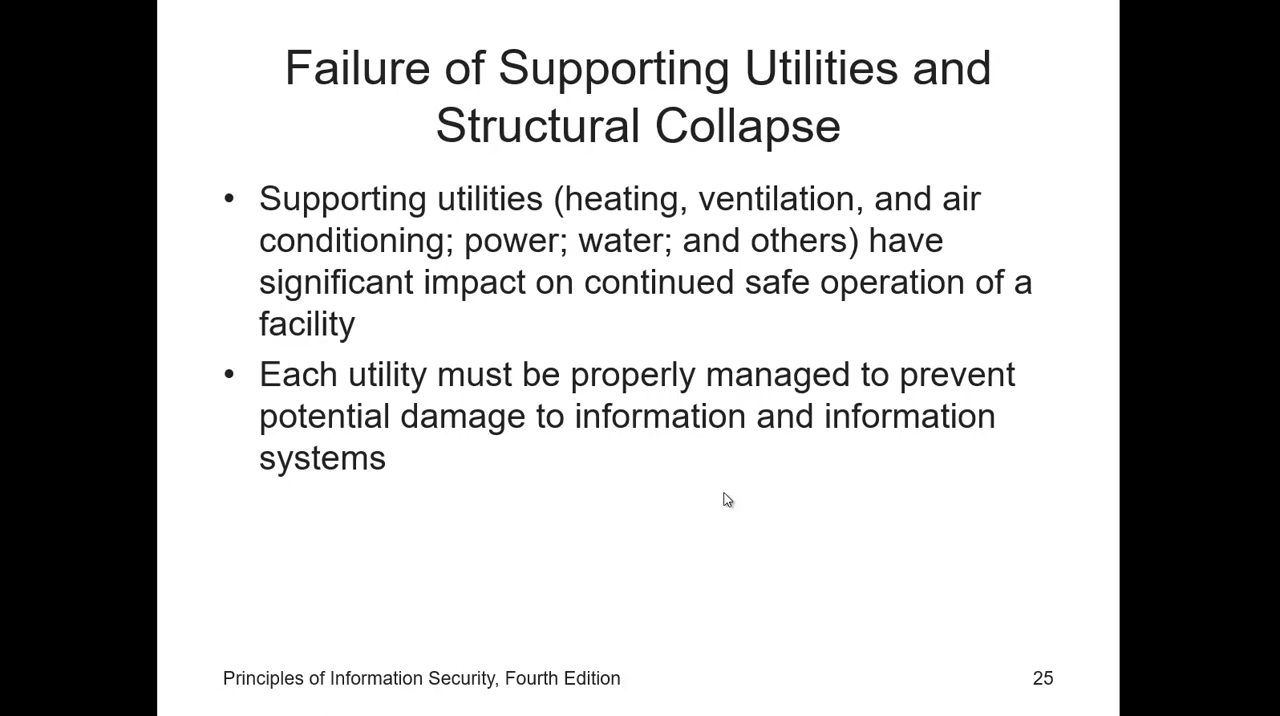 Failure of Supporting Utilities and
Structural Collapse
• Supporting utilities (heating, ventilation, and air
conditioning; power; water; and others) have
significant impact on continued safe operation of a
facility
• Each utility must be properly managed to prevent
potential damage to information and information
systems
Principles of Information Security, Fourth Edition 25